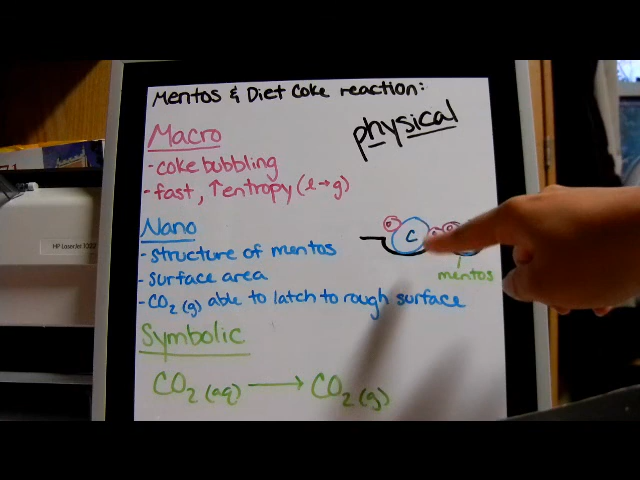 Mentos & Diet Coke reaction:
physical
Macro
- coke bubbling
- fast, ↑entropy (l→g)
Nano
- structure of mentos
- surface area
- CO2(g) able to latch to rough surface
C
mentos
Symbolic
CO2(aq) → CO2(g)
HP LaserJet 1022